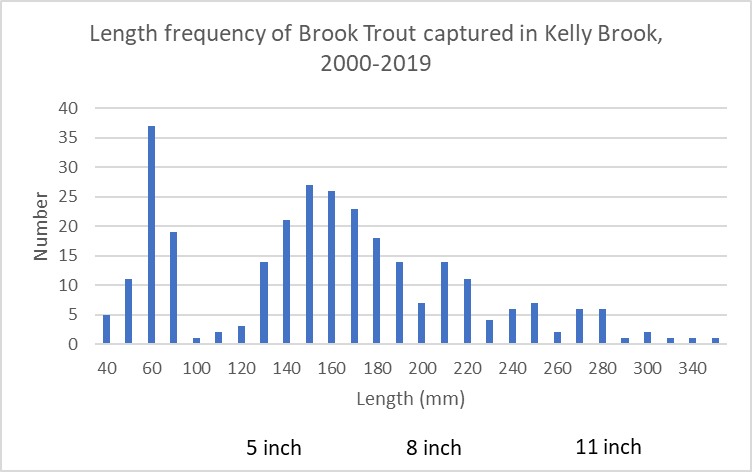 Length frequency of Brook Trout captured in Kelly Brook,
2000-2019
40
35
30
25
20
15
10
5
0
Number
40 60 100 120 140 160 180 200 220 240 260 280 300 340
Length (mm)
5 inch 8 inch 11 inch